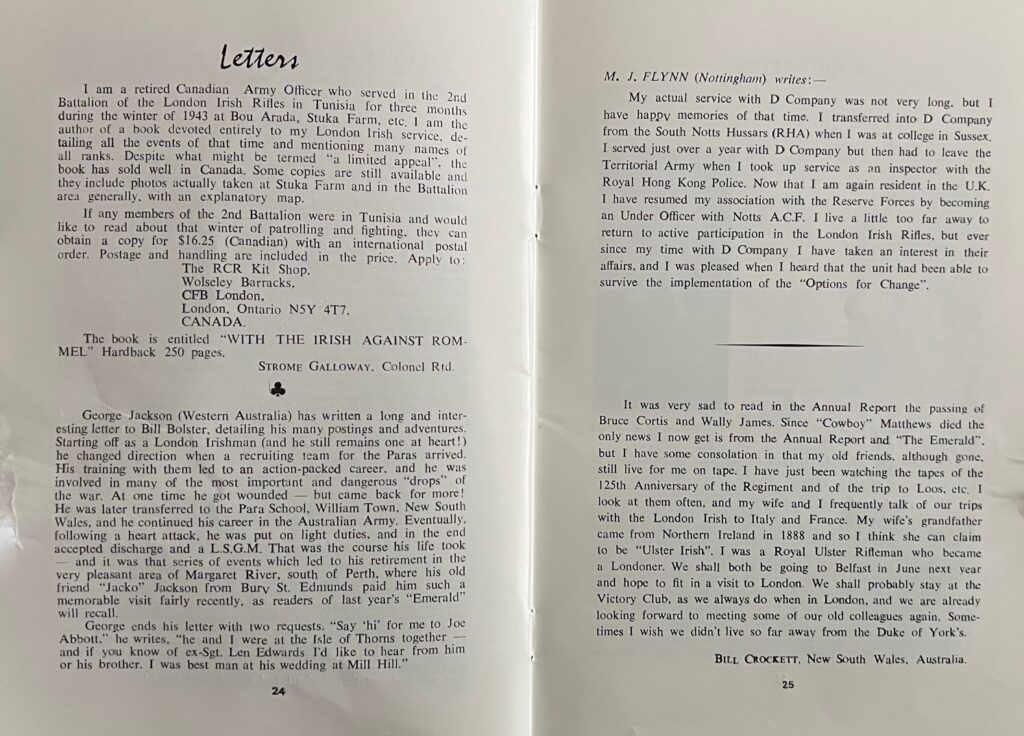 Letters
I am a retired Canadian Army Officer who served in the 2nd
Battalion of the London Irish Rifles in Tunisia for three months
during the winter of 1943 at Bou Arada, Stuka Farm, etc. I am the
author of a book devoted entirely to my London Irish service, de-
tailing all the events of that time and mentioning many names of
all ranks. Despite what might be termed "a limited appeal", the
book has sold well in Canada. Some copies are still available and
they include photos actually taken at Stuka Farm and in the Battalion
area generally, with an explanatory map.
If any members of the 2nd Battalion were in Tunisia and would
like to read about that winter of patrolling and fighting, they can
obtain a copy for $16.25 (Canadian) with an international postal
order. Postage and handling are included in the price. Apply to:
The RCR Kit Shop,
Wolseley Barracks,
CFB London,
London, Ontario N5Y 4T7,
CANADA.
The book is entitled "WITH THE IRISH AGAINST ROM-
MEL" Hardback 250 pages.
STROME GALLOWAY, Colonel Rtd.
George Jackson (Western Australia) has written a long and inter-
esting letter to Bill Bolster, detailing his many postings and adventures.
Starting off as a London Irishman (and he still remains one at heart!)
he changed direction when a recruiting team for the Paras arrived.
His training with them led to an action-packed career, and he was
involved in many of the most important and dangerous "drops" of
the war. At one time he got wounded — but came back for more!
He was later transferred to the Para School, William Town, New South
Wales, and he continued his career in the Australian Army. Eventually,
following a heart attack, he was put on light duties, and in the end
accepted discharge and a L.S.G.M. That was the course his life took
— and it was that series of events which led to his retirement in the
very pleasant area of Margaret River, south of Perth, where his old
friend "Jacko" Jackson from Bury St. Edmunds paid him such a
memorable visit fairly recently, as readers of last year's "Emerald"
will recall.
George ends his letter with two requests. "Say 'hi' for me to Joe
Abbott," he writes, "he and I were at the Isle of Thorns together —
and if you know of ex-Sgt. Len Edwards I'd like to hear from him
or his brother. I was best man at his wedding at Mill Hill."
24
M. J. FLYNN (Nottingham) writes:—
My actual service with D Company was not very long, but I
have happy memories of that time. I transferred into D Company
from the South Notts Hussars (RHA) when I was at college in Sussex.
I served just over a year with D Company but then had to leave the
Territorial Army when I took up service as an inspector with the
Royal Hong Kong Police. Now that I am again resident in the U.K.
I have resumed my association with the Reserve Forces by becoming
an Under Officer with Notts A.C.F. I live a little too far away to
return to active participation in the London Irish Rifles, but ever
since my time with D Company I have taken an interest in their
affairs, and I was pleased when I heard that the unit had been able to
survive the implementation of the "Options for Change".
It was very sad to read in the Annual Report the passing of
Bruce Cortis and Wally James. Since "Cowboy" Matthews died the
only news I now get is from the Annual Report and "The Emerald",
but I have some consolation in that my old friends, although gone,
still live for me on tape. I have just been watching the tapes of the
125th Anniversary of the Regiment and of the trip to Loos, etc. I
look at them often, and my wife and I frequently talk of our trips
with the London Irish to Italy and France. My wife's grandfather
came from Northern Ireland in 1888 and so I think she can claim
to be "Ulster Irish". I was a Royal Ulster Rifleman who became
a Londoner. We shall both be going to Belfast in June next year
and hope to fit in a visit to London. We shall probably stay at the
Victory Club, as we always do when in London, and we are already
looking forward to meeting some of our old colleagues again. Some-
times I wish we didn't live so far away from the Duke of York's.
BILL CROCKETT, New South Wales, Australia.
25